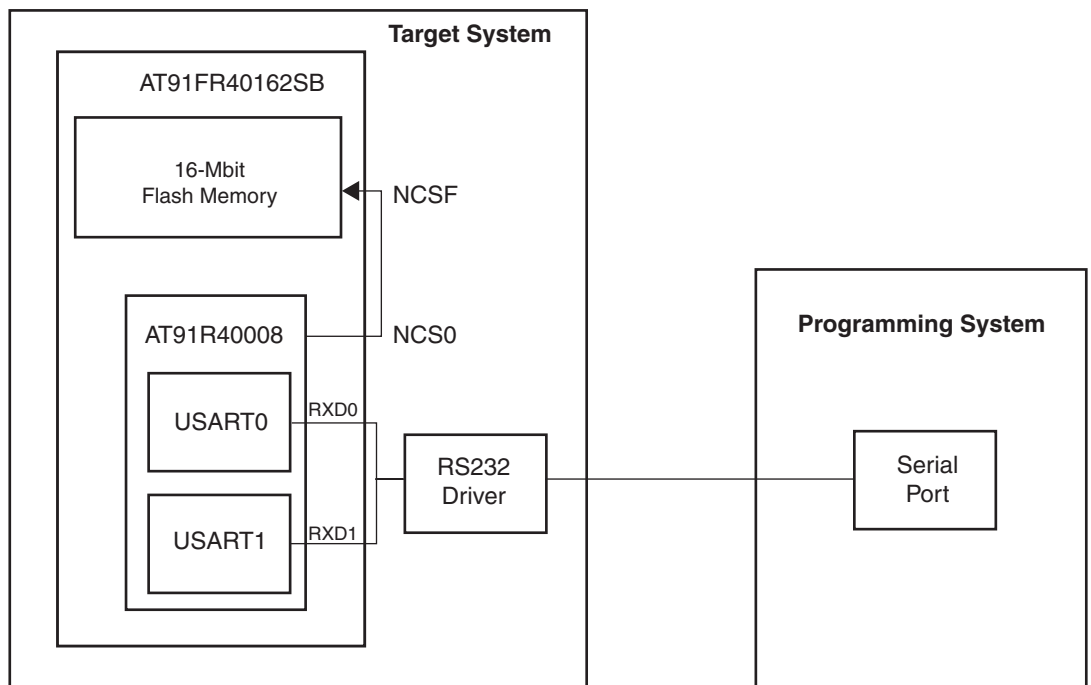 Target System
AT91FR40162SB
16-Mbit
Flash Memory
NCSF
AT91R40008
NCS0
USART0
RXD0
USART1
RXD1
RS232
Driver
Programming System
Serial
Port